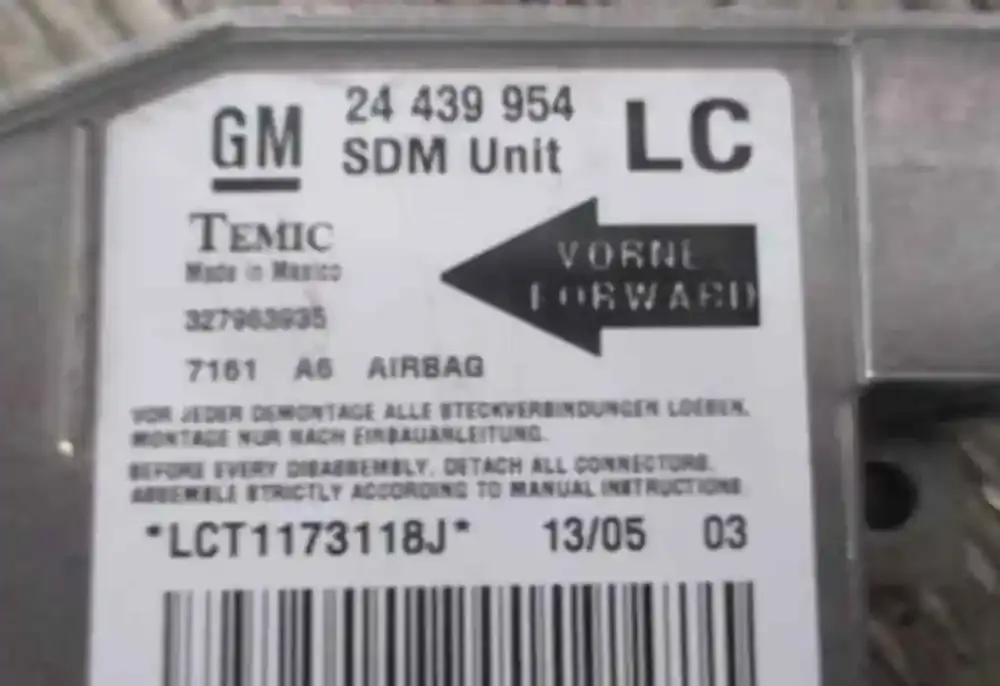 GM 24 439 954 LC
SDM Unit
TEMIC
Made in Mexico
VORNE
FORWARD
327963935
7161 A6 AIRBAG
VOR JEDER DEMONTAGE ALLE STECKVERBINDUNGEN LOESEN.
MONTAGE NUR NACH EINBAUANLEITUNG.
BEFORE EVERY DISASSEMBLY, DETACH ALL CONNECTORS.
ASSEMBLE STRICTLY ACCORDING TO MANUAL INSTRUCTIONS
*LCT1173118J* 13/05 03